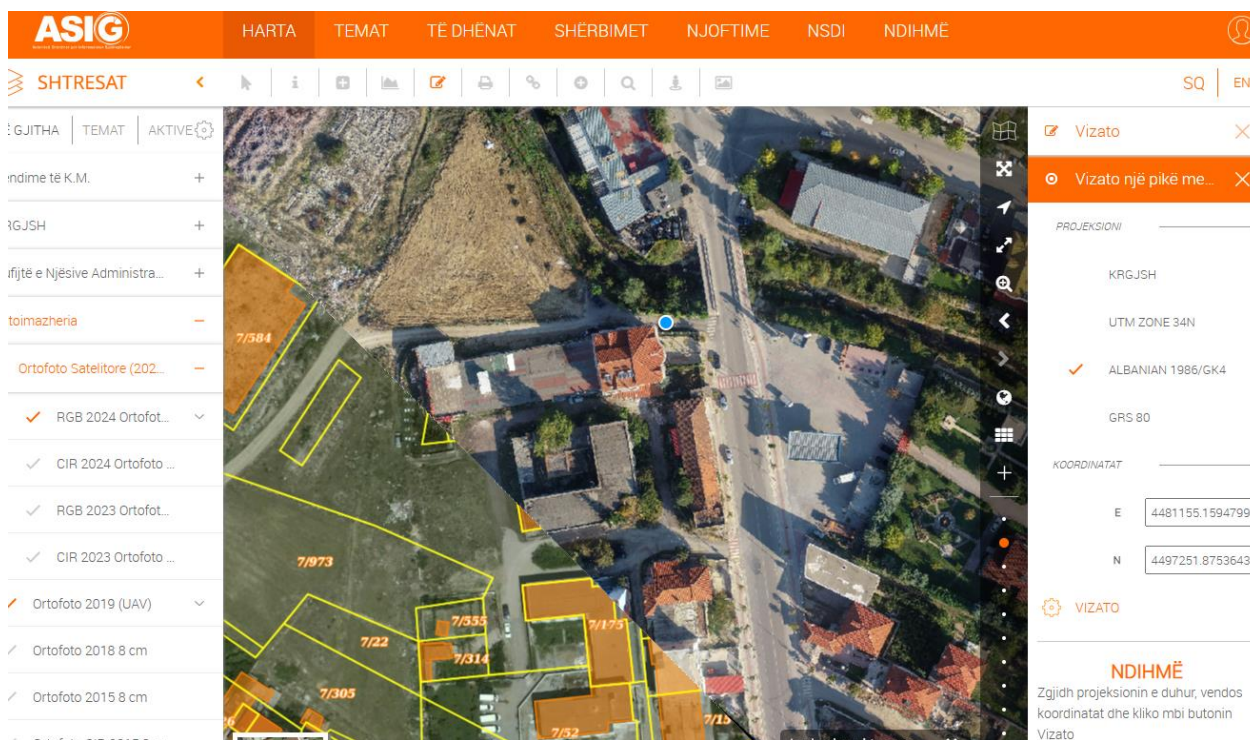 ASIG
HARTA TEMAT TË DHËNAT SHËRBIMET NJOFTIME NSDI NDIHMË
SHTRESAT
SQ EN
GJITHA TEMAT AKTIVE
endime të K.M.
RGJSH
ufijtë e Njësive Administra...
toimazheria
Ortofoto Satelitore (202...
RGB 2024 Ortofot...
CIR 2024 Ortofoto ...
RGB 2023 Ortofot...
CIR 2023 Ortofoto ...
Ortofoto 2019 (UAV)
Ortofoto 2018 8 cm
Ortofoto 2015 8 cm
7/584
7/973
7/555
7/175
7/22
7/314
7/305
7/52
7/15
Vizato
Vizato një pikë me...
PROJEKSIONI
KRGJSH
UTM ZONE 34N
ALBANIAN 1986/GK4
GRS 80
KOORDINATAT
E 4481155.1594799
N 4497251.8753643
VIZATO
NDIHMË
Zgjidh projeksionin e duhur, vendos
koordinatat dhe kliko mbi butonin
Vizato